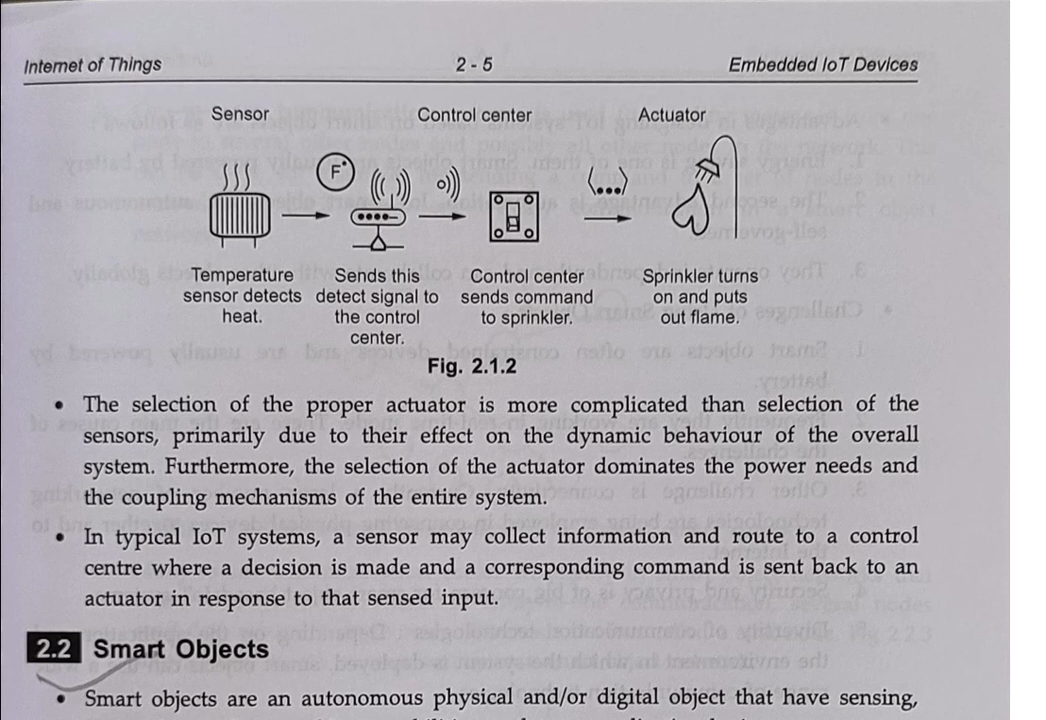 Internet of Things 2 - 5 Embedded IoT Devices
Sensor Control center Actuator
F°
Temperature sensor detects heat.
Sends this detect signal to the control center.
Control center sends command to sprinkler.
Sprinkler turns on and puts out flame.
Fig. 2.1.2
• The selection of the proper actuator is more complicated than selection of the
sensors, primarily due to their effect on the dynamic behaviour of the overall
system. Furthermore, the selection of the actuator dominates the power needs and
the coupling mechanisms of the entire system.
• In typical IoT systems, a sensor may collect information and route to a control
centre where a decision is made and a corresponding command is sent back to an
actuator in response to that sensed input.
2.2 Smart Objects
• Smart objects are an autonomous physical and/or digital object that have sensing,